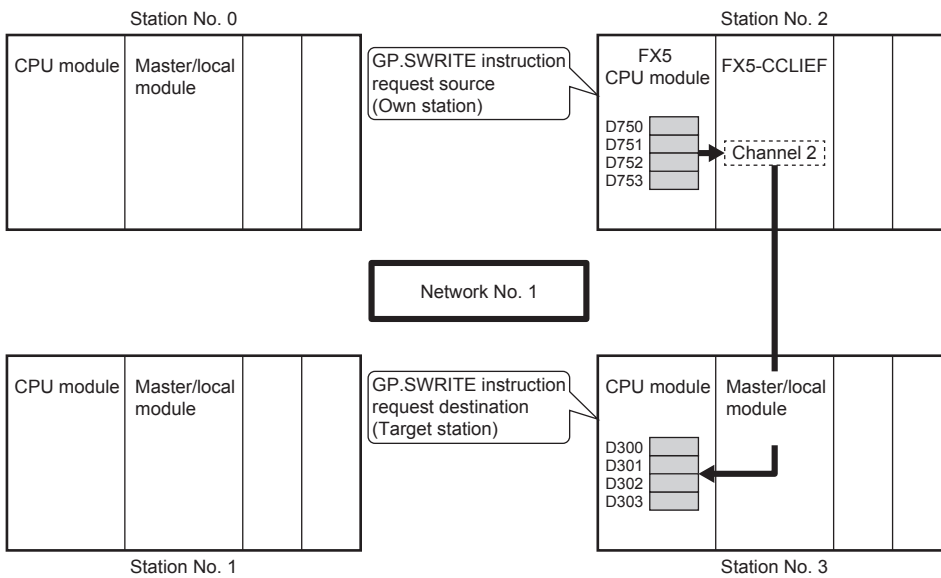 Station No. 0
Station No. 2
CPU module
Master/local
module
GP.SWRITE instruction
request source
(Own station)
FX5
CPU module
FX5-CCLIEF
D750
D751
D752
D753
Channel 2
Network No. 1
CPU module
Master/local
module
GP.SWRITE instruction
request destination
(Target station)
CPU module
Master/local
module
D300
D301
D302
D303
Station No. 1
Station No. 3